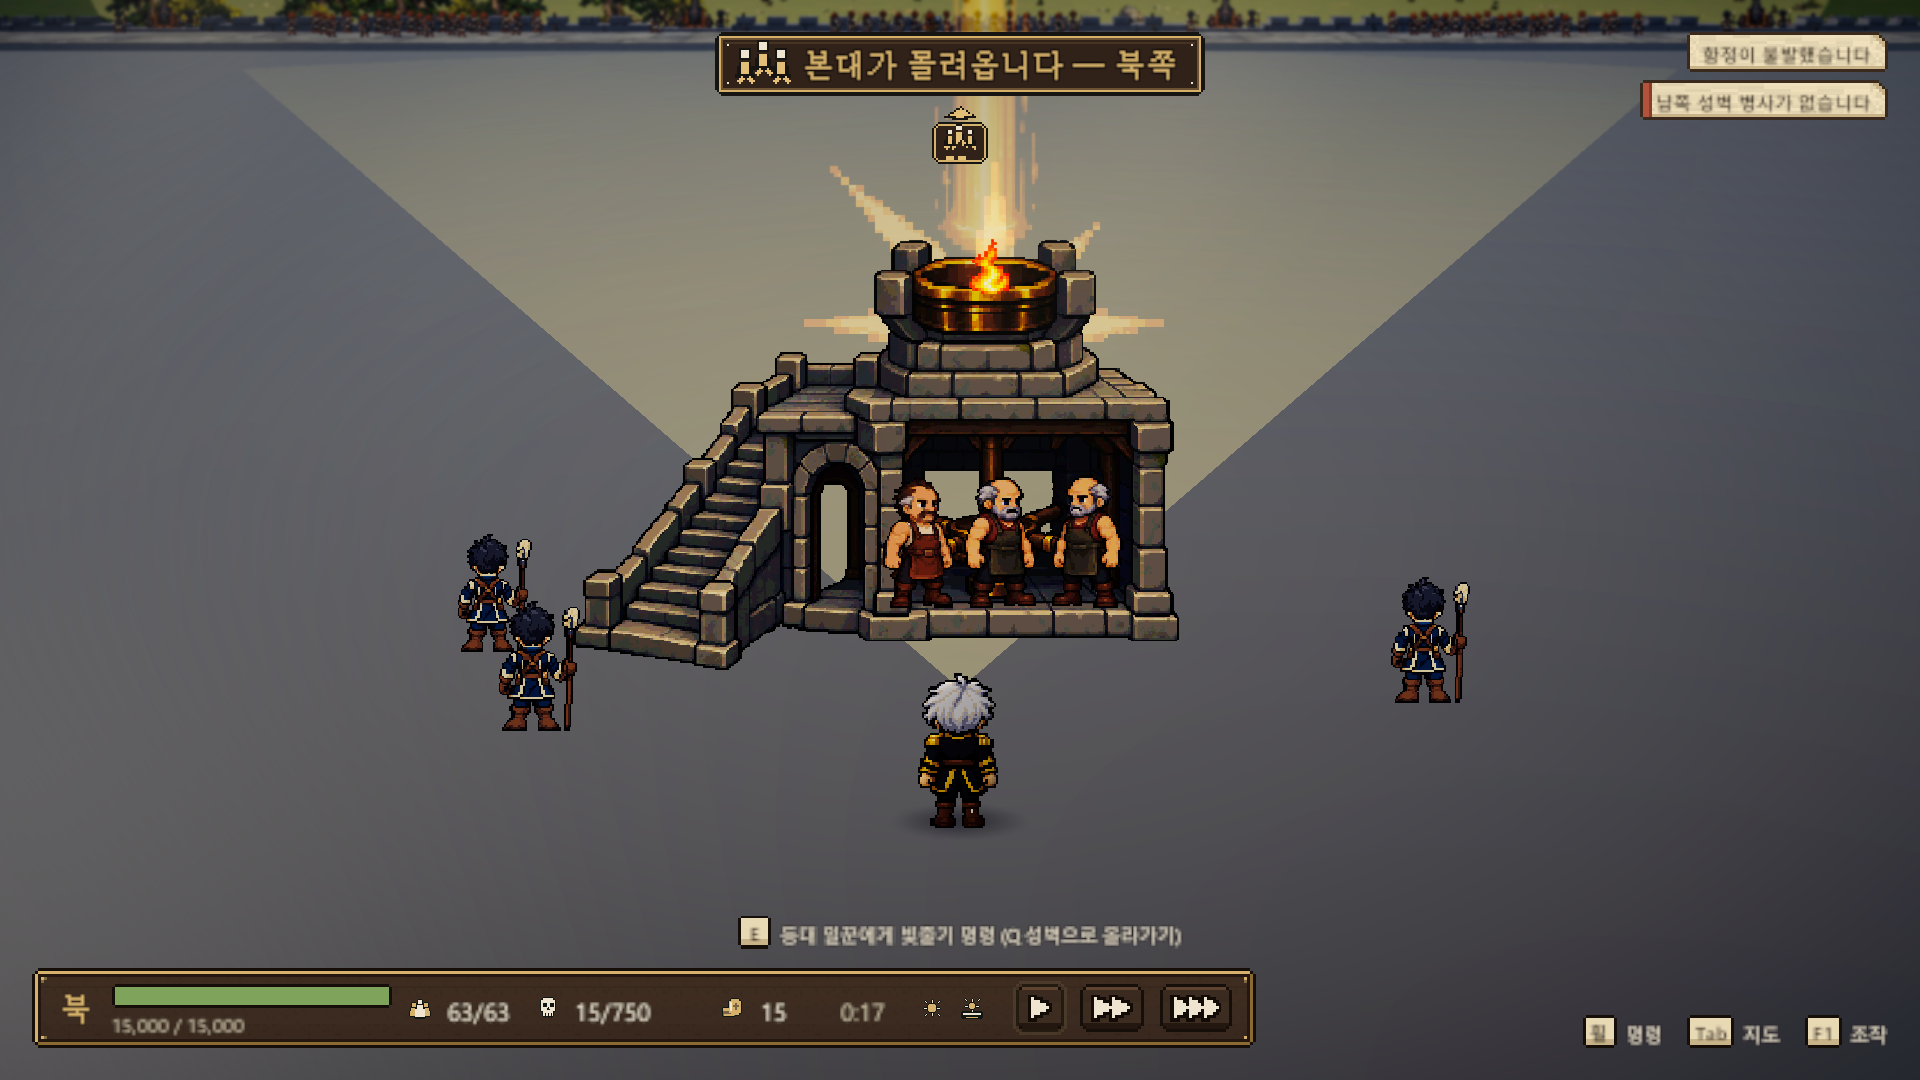 본대가 몰려옵니다 — 북쪽
함정이 불발했습니다
남쪽 성벽 병사가 없습니다
E 등대 일꾼에게 빛줄기 명령 (Q 성벽으로 올라가기)
북
15,000 / 15,000
63/63
15/750
15
0:17
휠 명령 Tab 지도 F1 조작